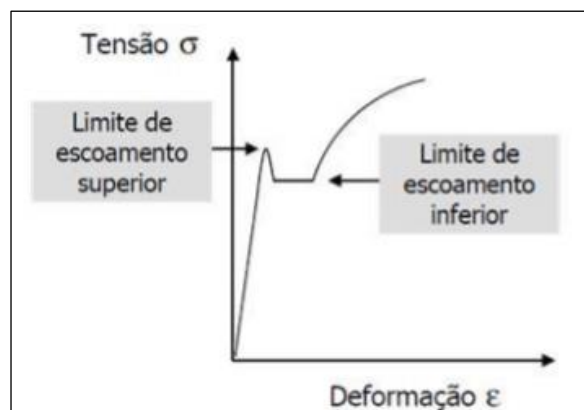 Tensão σ
Limite de
escoamento
superior
Limite de
escoamento
inferior
Deformação ε